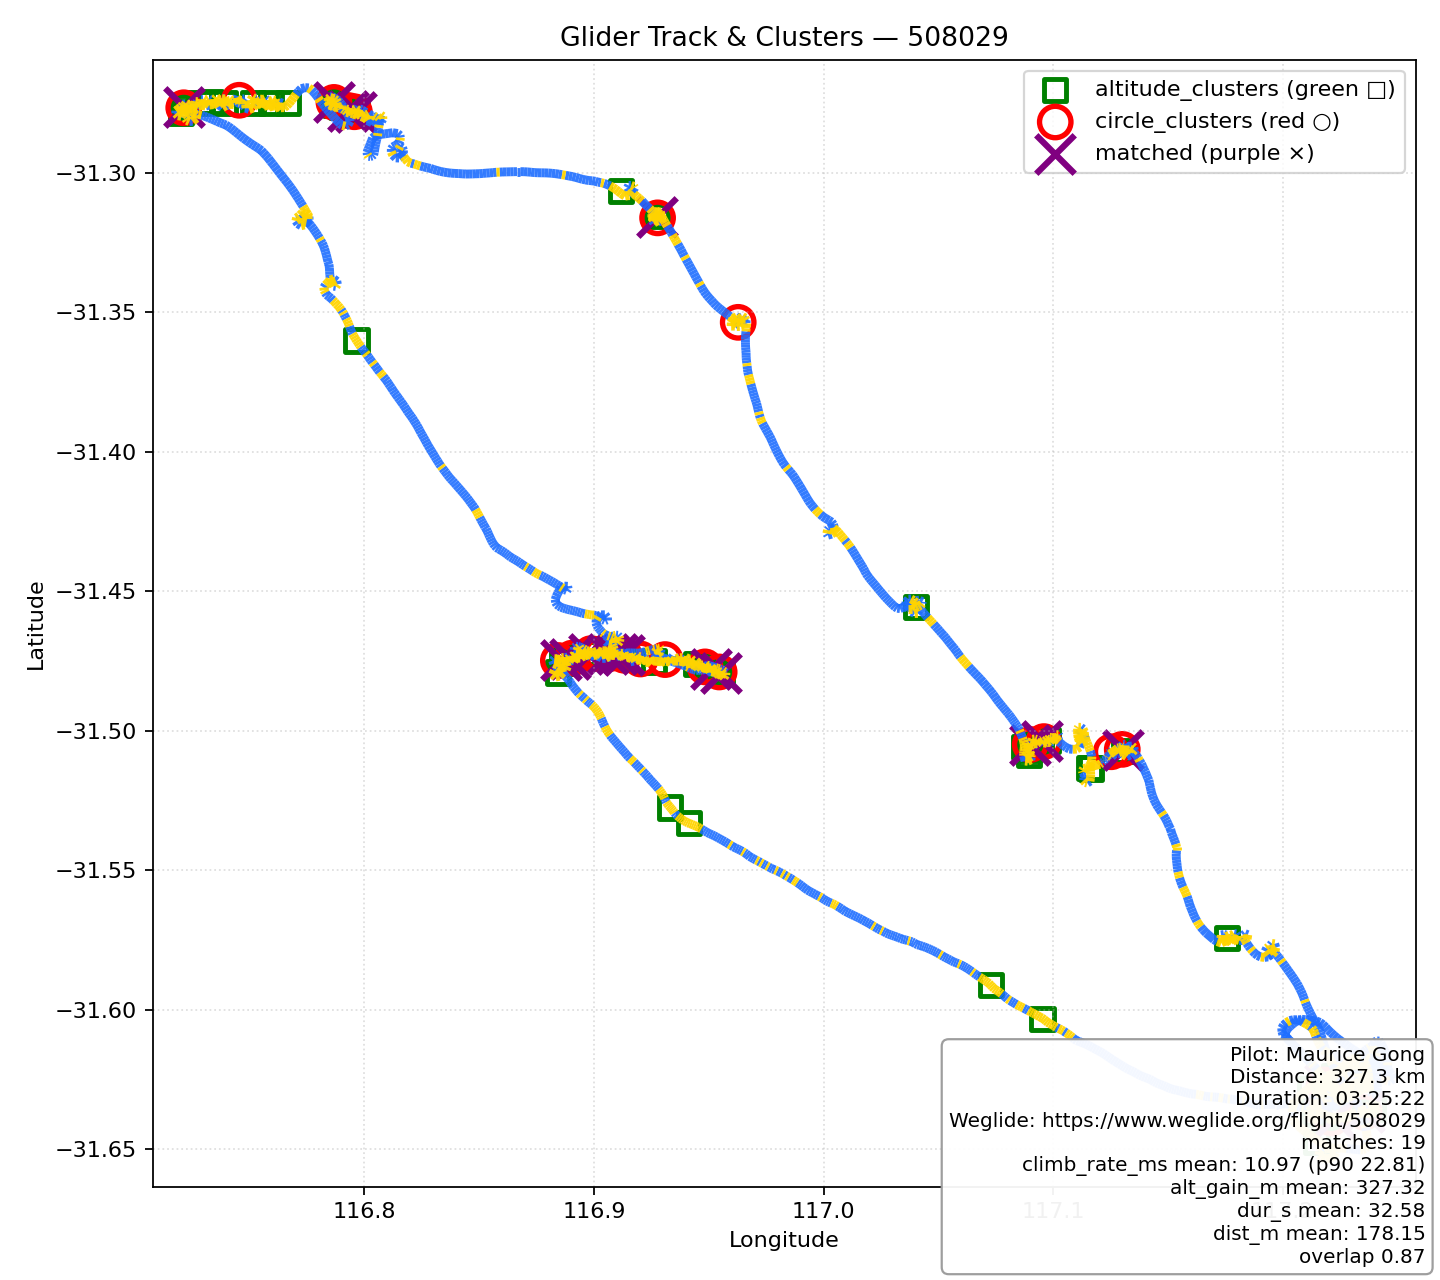 Glider Track & Clusters — 508029
altitude_clusters (green □)
circle_clusters (red ○)
matched (purple ×)
−31.30
−31.35
−31.40
−31.45
−31.50
−31.55
−31.60
−31.65
Latitude
116.8
116.9
117.0
117.1
Longitude
Pilot: Maurice Gong
Distance: 327.3 km
Duration: 03:25:22
Weglide: https://www.weglide.org/flight/508029
matches: 19
climb_rate_ms mean: 10.97 (p90 22.81)
alt_gain_m mean: 327.32
dur_s mean: 32.58
dist_m mean: 178.15
overlap 0.87